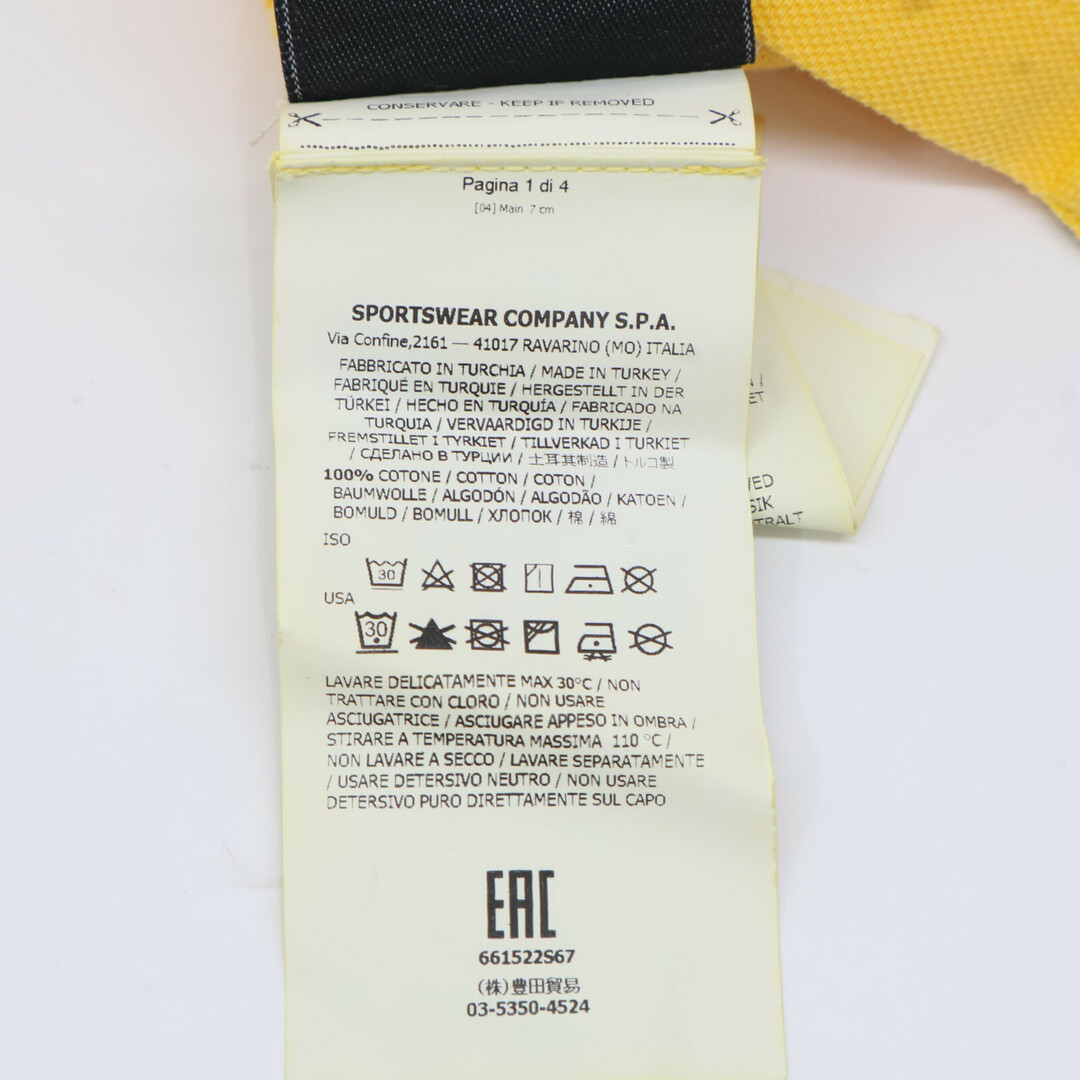 CONSERVARE - KEEP IF REMOVED
Pagina 1 di 4
[04] Main 7 cm
SPORTSWEAR COMPANY S.P.A.
Via Confine,2161 — 41017 RAVARINO (MO) ITALIA
FABBRICATO IN TURCHIA / MADE IN TURKEY /
FABRIQUÉ EN TURQUIE / HERGESTELLT IN DER
TÜRKEI / HECHO EN TURQUÍA / FABRICADO NA
TURQUIA / VERVAARDIGD IN TURKIJE /
FREMSTILLET I TYRKIET / TILLVERKAD I TURKIET
/ СДЕЛАНО В ТУРЦИИ / 土耳其制造 / トルコ製
100% COTONE / COTTON / COTON /
BAUMWOLLE / ALGODÓN / ALGODÃO / KATOEN /
BOMULD / BOMULL / ХЛОПОК / 棉 / 綿
ISO
30
USA
30
LAVARE DELICATAMENTE MAX 30°C / NON
TRATTARE CON CLORO / NON USARE
ASCIUGATRICE / ASCIUGARE APPESO IN OMBRA /
STIRARE A TEMPERATURA MASSIMA 110 °C /
NON LAVARE A SECCO / LAVARE SEPARATAMENTE
/ USARE DETERSIVO NEUTRO / NON USARE
DETERSIVO PURO DIRETTAMENTE SUL CAPO
EAC
661522S67
(株)豊田貿易
03-5350-4524